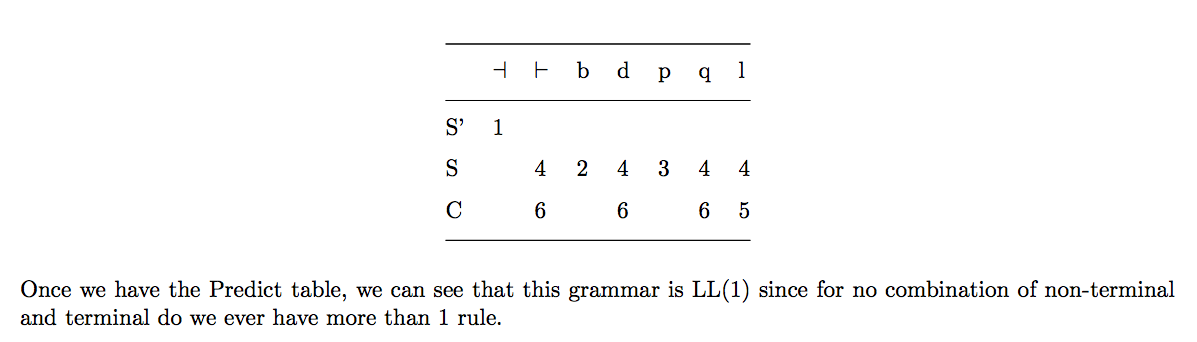 ⊣ ⊢ b d p q l
S’ 1
S 4 2 4 3 4 4
C 6 6 6 5
Once we have the Predict table, we can see that this grammar is LL(1) since for no combination of non-terminal
and terminal do we ever have more than 1 rule.